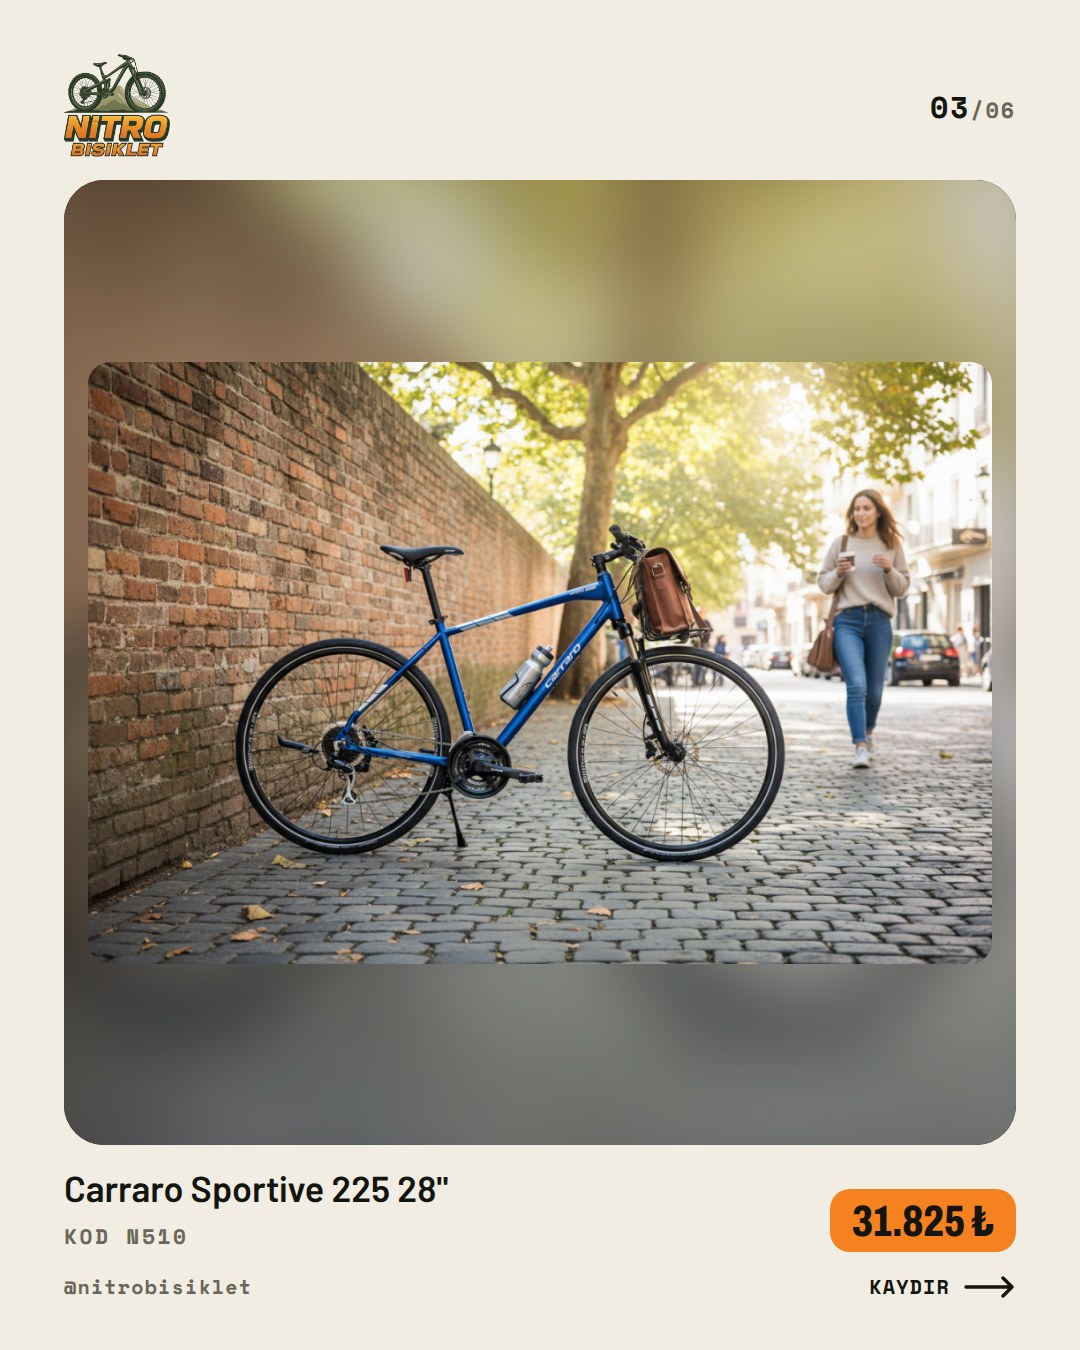 NiTRO
BISIKLET
03/06
Carraro
Carraro Sportive 225 28"
KOD N510
31.825 ₺
@nitrobisiklet
KAYDIR